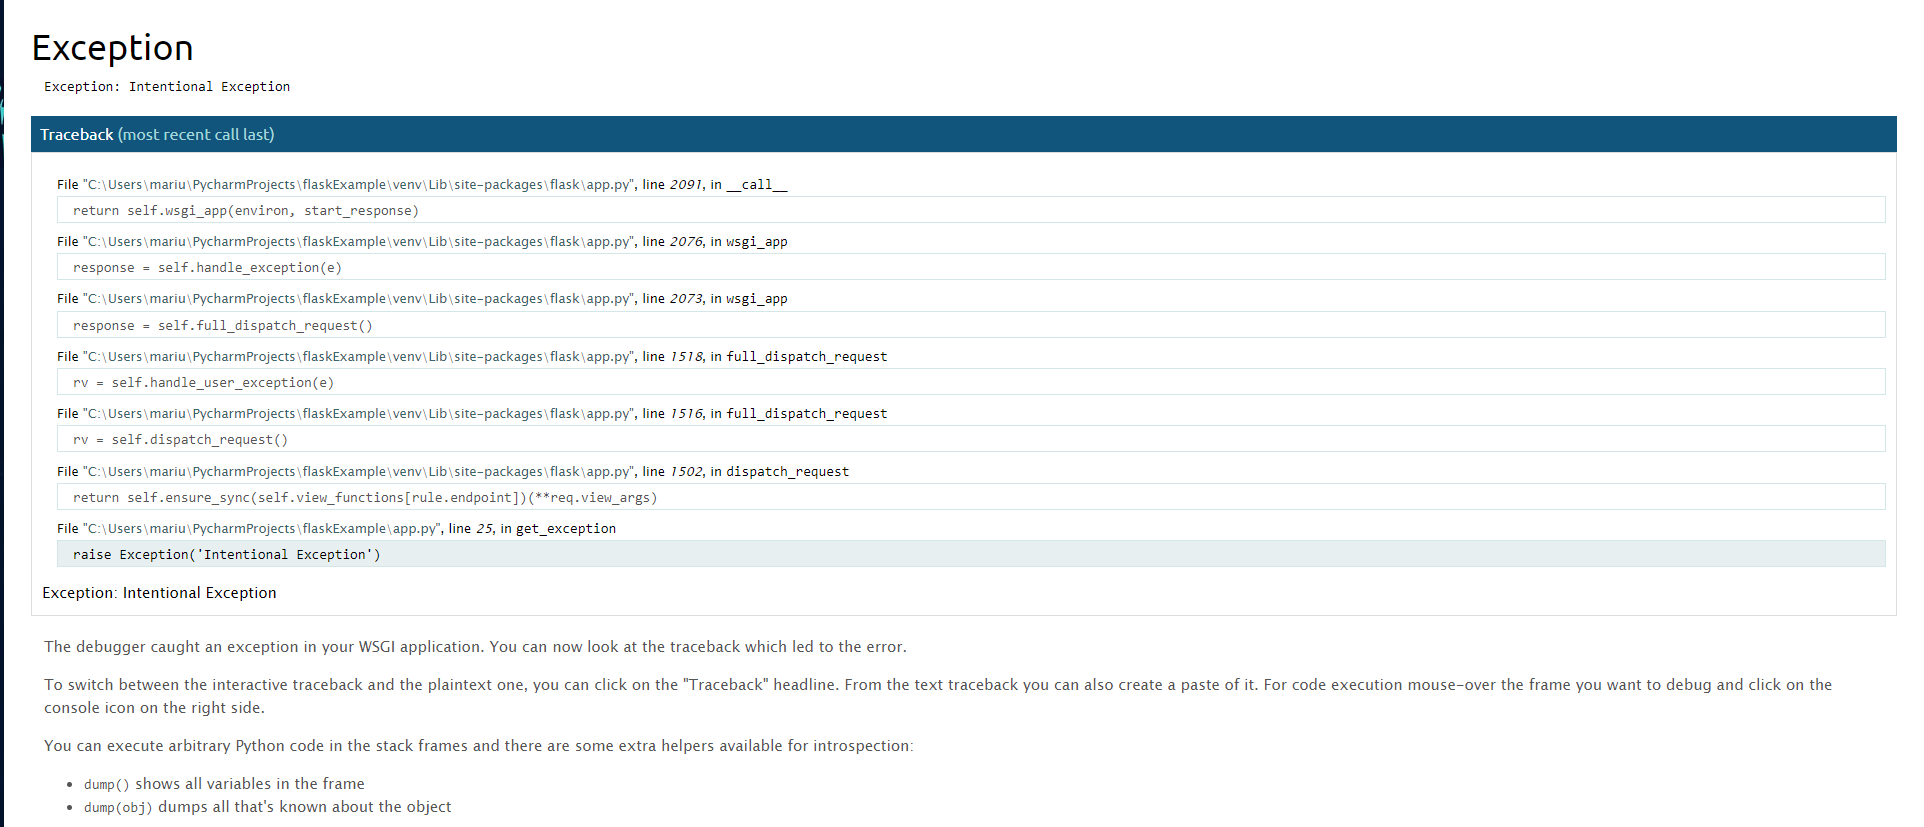 Exception
Exception: Intentional Exception
Traceback (most recent call last)
File "C:\Users\mariu\PycharmProjects\flaskExample\venv\Lib\site-packages\flask\app.py", line 2091, in __call__
return self.wsgi_app(environ, start_response)
File "C:\Users\mariu\PycharmProjects\flaskExample\venv\Lib\site-packages\flask\app.py", line 2076, in wsgi_app
response = self.handle_exception(e)
File "C:\Users\mariu\PycharmProjects\flaskExample\venv\Lib\site-packages\flask\app.py", line 2073, in wsgi_app
response = self.full_dispatch_request()
File "C:\Users\mariu\PycharmProjects\flaskExample\venv\Lib\site-packages\flask\app.py", line 1518, in full_dispatch_request
rv = self.handle_user_exception(e)
File "C:\Users\mariu\PycharmProjects\flaskExample\venv\Lib\site-packages\flask\app.py", line 1516, in full_dispatch_request
rv = self.dispatch_request()
File "C:\Users\mariu\PycharmProjects\flaskExample\venv\Lib\site-packages\flask\app.py", line 1502, in dispatch_request
return self.ensure_sync(self.view_functions[rule.endpoint])(**req.view_args)
File "C:\Users\mariu\PycharmProjects\flaskExample\app.py", line 25, in get_exception
raise Exception('Intentional Exception')
Exception: Intentional Exception
The debugger caught an exception in your WSGI application. You can now look at the traceback which led to the error.
To switch between the interactive traceback and the plaintext one, you can click on the "Traceback" headline. From the text traceback you can also create a paste of it. For code execution mouse-over the frame you want to debug and click on the
console icon on the right side.
You can execute arbitrary Python code in the stack frames and there are some extra helpers available for introspection:
• dump() shows all variables in the frame
• dump(obj) dumps all that's known about the object